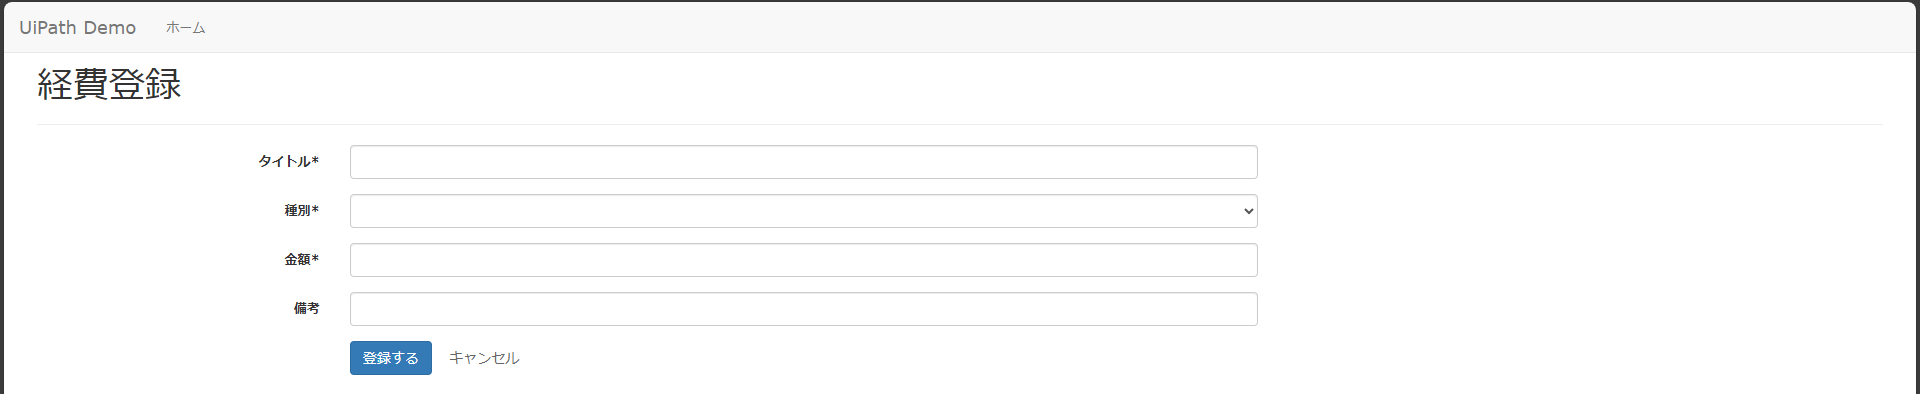 UiPath Demo ホーム
経費登録
タイトル*
種別*
金額*
備考
登録する キャンセル